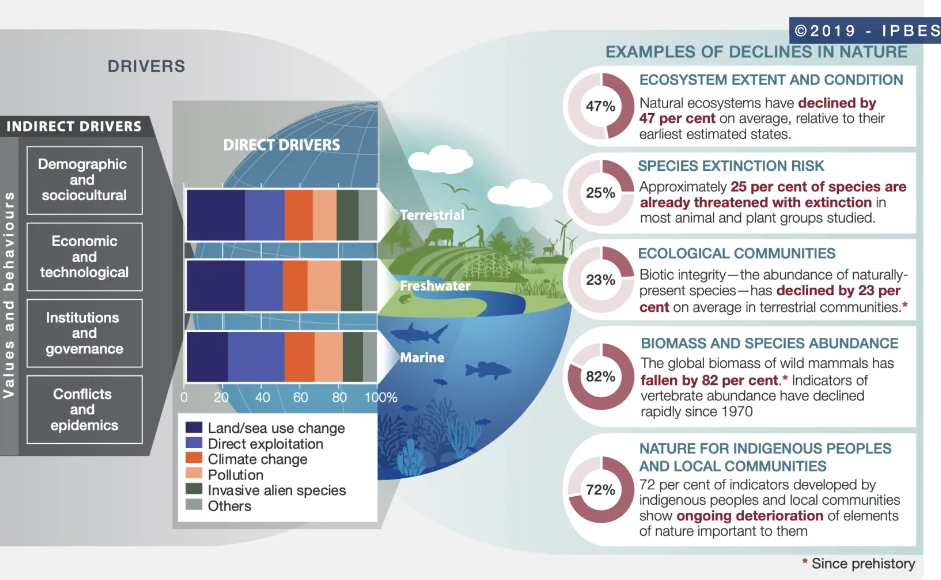 ©2019 - IPBES
DRIVERS
EXAMPLES OF DECLINES IN NATURE
INDIRECT DRIVERS
Values and behaviours
Demographic
and
sociocultural
Economic
and
technological
Institutions
and
governance
Conflicts
and
epidemics
DIRECT DRIVERS
Terrestrial
Freshwater
Marine
0 20 40 60 80 100%
Land/sea use change
Direct exploitation
Climate change
Pollution
Invasive alien species
Others
47%
ECOSYSTEM EXTENT AND CONDITION
Natural ecosystems have declined by
47 per cent on average, relative to their
earliest estimated states.
25%
SPECIES EXTINCTION RISK
Approximately 25 per cent of species are
already threatened with extinction in
most animal and plant groups studied.
23%
ECOLOGICAL COMMUNITIES
Biotic integrity—the abundance of naturally-
present species—has declined by 23 per
cent on average in terrestrial communities.*
82%
BIOMASS AND SPECIES ABUNDANCE
The global biomass of wild mammals has
fallen by 82 per cent.* Indicators of
vertebrate abundance have declined
rapidly since 1970
72%
NATURE FOR INDIGENOUS PEOPLES
AND LOCAL COMMUNITIES
72 per cent of indicators developed by
indigenous peoples and local communities
show ongoing deterioration of elements
of nature important to them
* Since prehistory